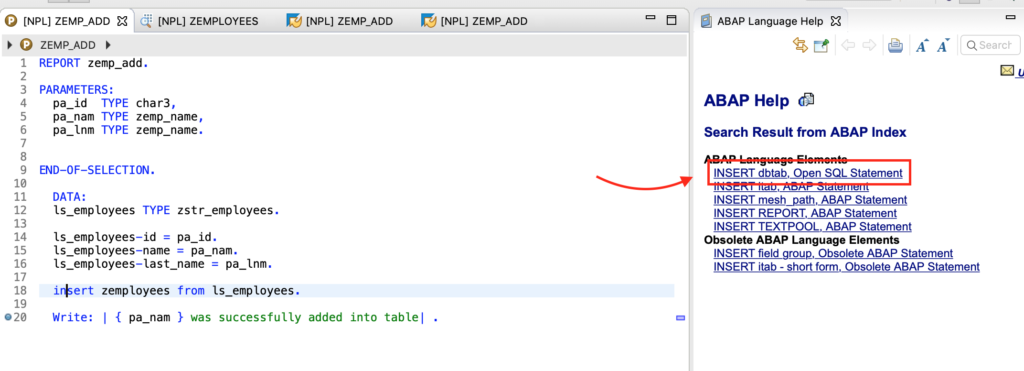 [NPL] ZEMP_ADD
[NPL] ZEMPLOYEES
[NPL] ZEMP_ADD
[NPL] ZEMP_ADD
ABAP Language Help
ZEMP_ADD
Search
1 REPORT zemp_add.
2
3 PARAMETERS:
4 pa_id TYPE char3,
5 pa_nam TYPE zemp_name,
6 pa_lnm TYPE zemp_name.
7
8
9 END-OF-SELECTION.
10
11 DATA:
12 ls_employees TYPE zstr_employees.
13
14 ls_employees-id = pa_id.
15 ls_employees-name = pa_nam.
16 ls_employees-last_name = pa_lnm.
17
18 insert zemployees from ls_employees.
19
20 Write: | { pa_nam } was successfully added into table| .
ABAP Help
Search Result from ABAP Index
ABAP Language Elements
INSERT dbtab, Open SQL Statement
INSERT itab, ABAP Statement
INSERT mesh_path, ABAP Statement
INSERT REPORT, ABAP Statement
INSERT TEXTPOOL, ABAP Statement
Obsolete ABAP Language Elements
INSERT field group, Obsolete ABAP Statement
INSERT itab - short form, Obsolete ABAP Statement